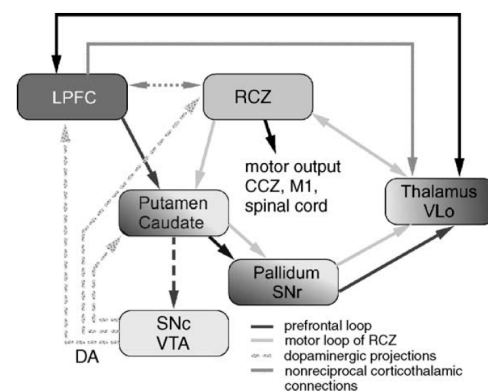 LPFC
RCZ
motor output
CCZ, M1,
spinal cord
Thalamus
VLo
Putamen
Caudate
Pallidum
SNr
SNc
VTA
DA
prefrontal loop
motor loop of RCZ
dopaminergic projections
nonreciprocal corticothalamic
connections